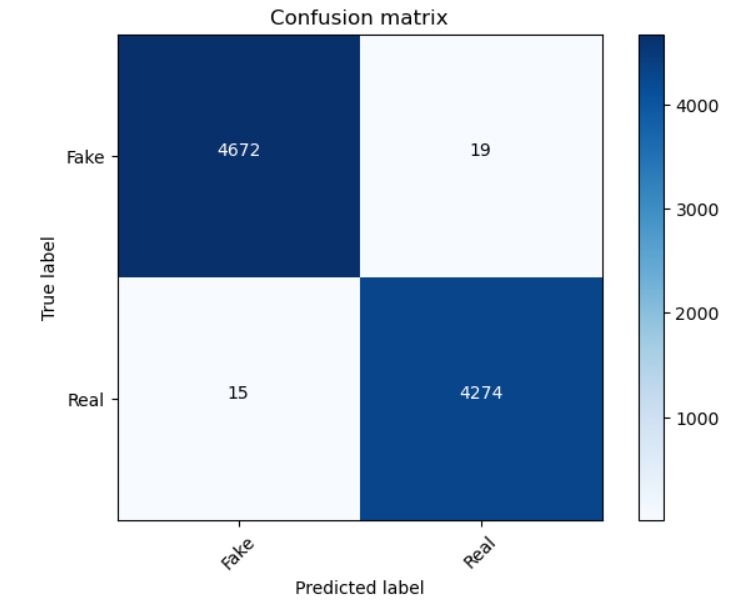 Confusion matrix
Fake
4672
19
Real
15
4274
Fake
Real
True label
Predicted label
4000
3000
2000
1000